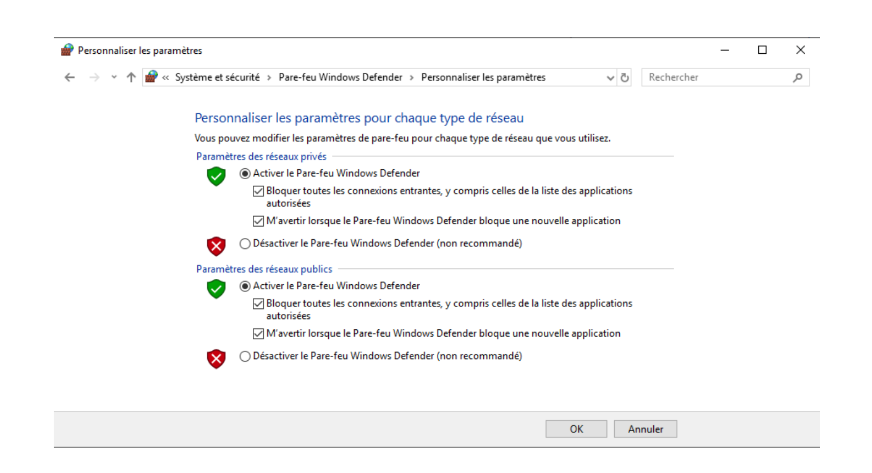 Personnaliser les paramètres
« Système et sécurité > Pare-feu Windows Defender > Personnaliser les paramètres
Rechercher
Personnaliser les paramètres pour chaque type de réseau
Vous pouvez modifier les paramètres de pare-feu pour chaque type de réseau que vous utilisez.
Paramètres des réseaux privés
Activer le Pare-feu Windows Defender
Bloquer toutes les connexions entrantes, y compris celles de la liste des applications
autorisées
M'avertir lorsque le Pare-feu Windows Defender bloque une nouvelle application
Désactiver le Pare-feu Windows Defender (non recommandé)
Paramètres des réseaux publics
Activer le Pare-feu Windows Defender
Bloquer toutes les connexions entrantes, y compris celles de la liste des applications
autorisées
M'avertir lorsque le Pare-feu Windows Defender bloque une nouvelle application
Désactiver le Pare-feu Windows Defender (non recommandé)
OK
Annuler